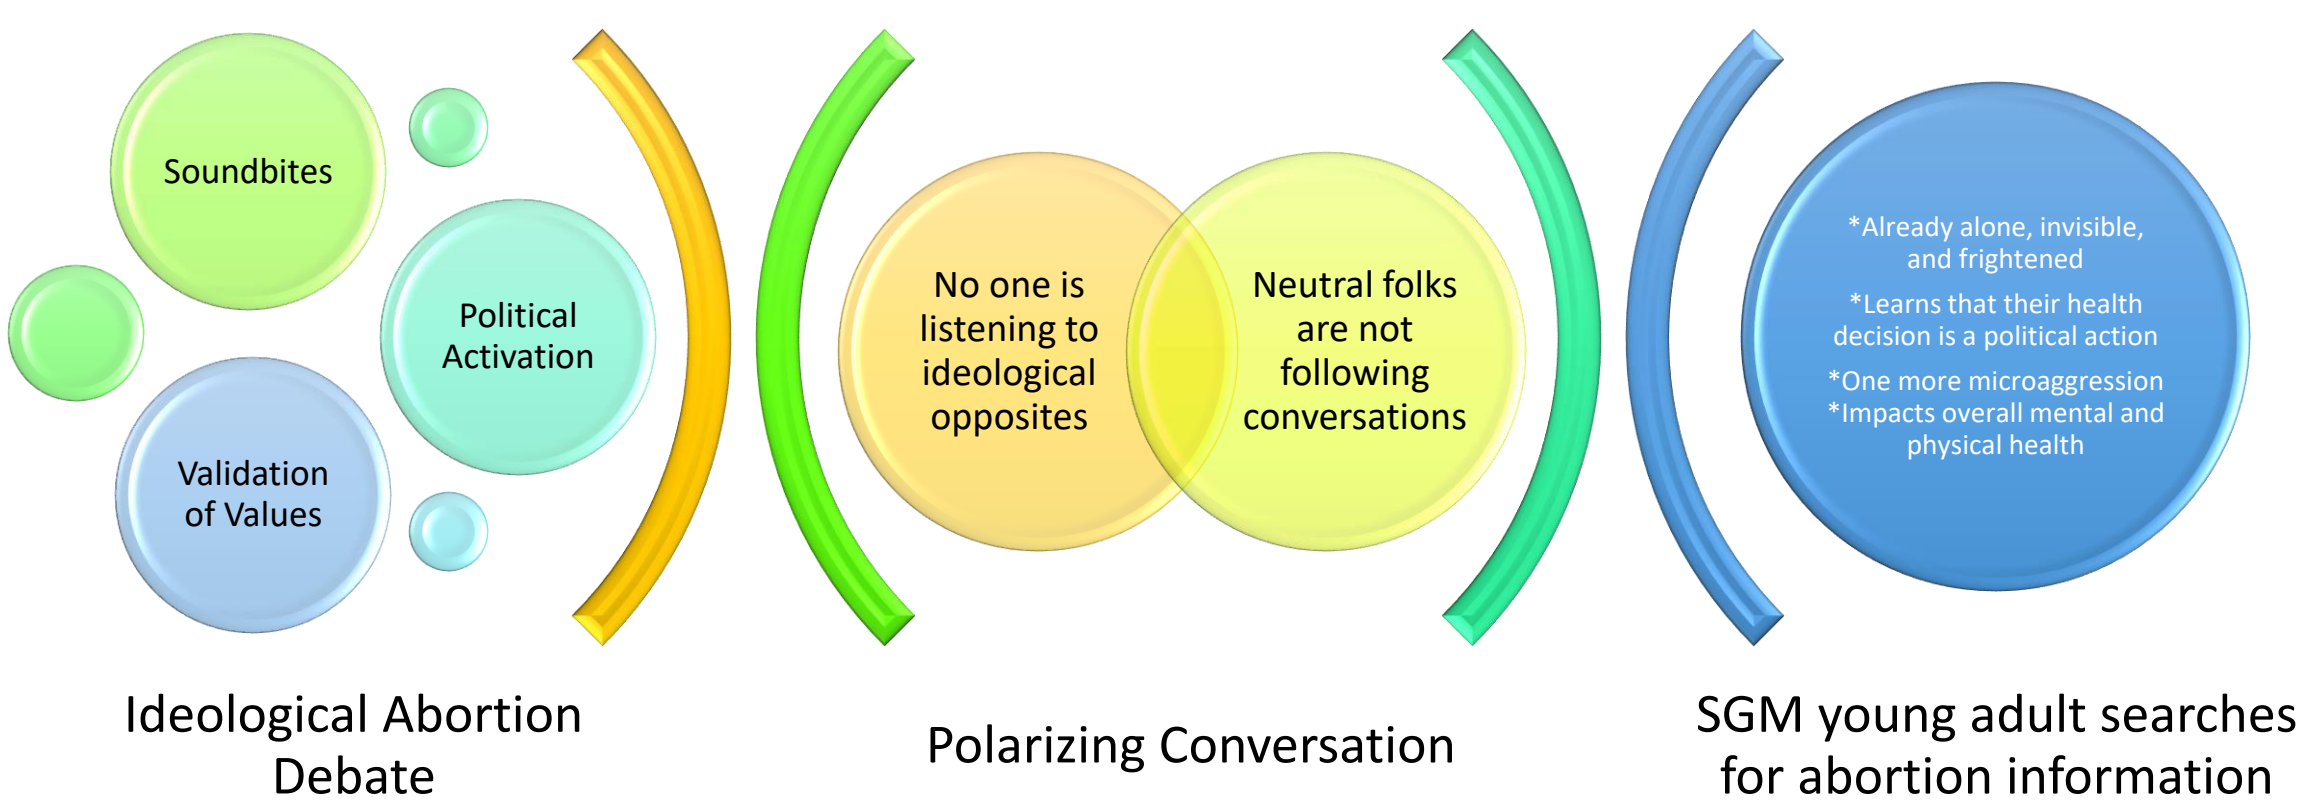 Soundbites
Political
Activation
Validation
of Values
Ideological Abortion
Debate
No one is
listening to
ideological
opposites
Neutral folks
are not
following
conversations
Polarizing Conversation
*Already alone, invisible,
and frightened
*Learns that their health
decision is a political action
*One more microaggression
*Impacts overall mental and
physical health
SGM young adult searches
for abortion information